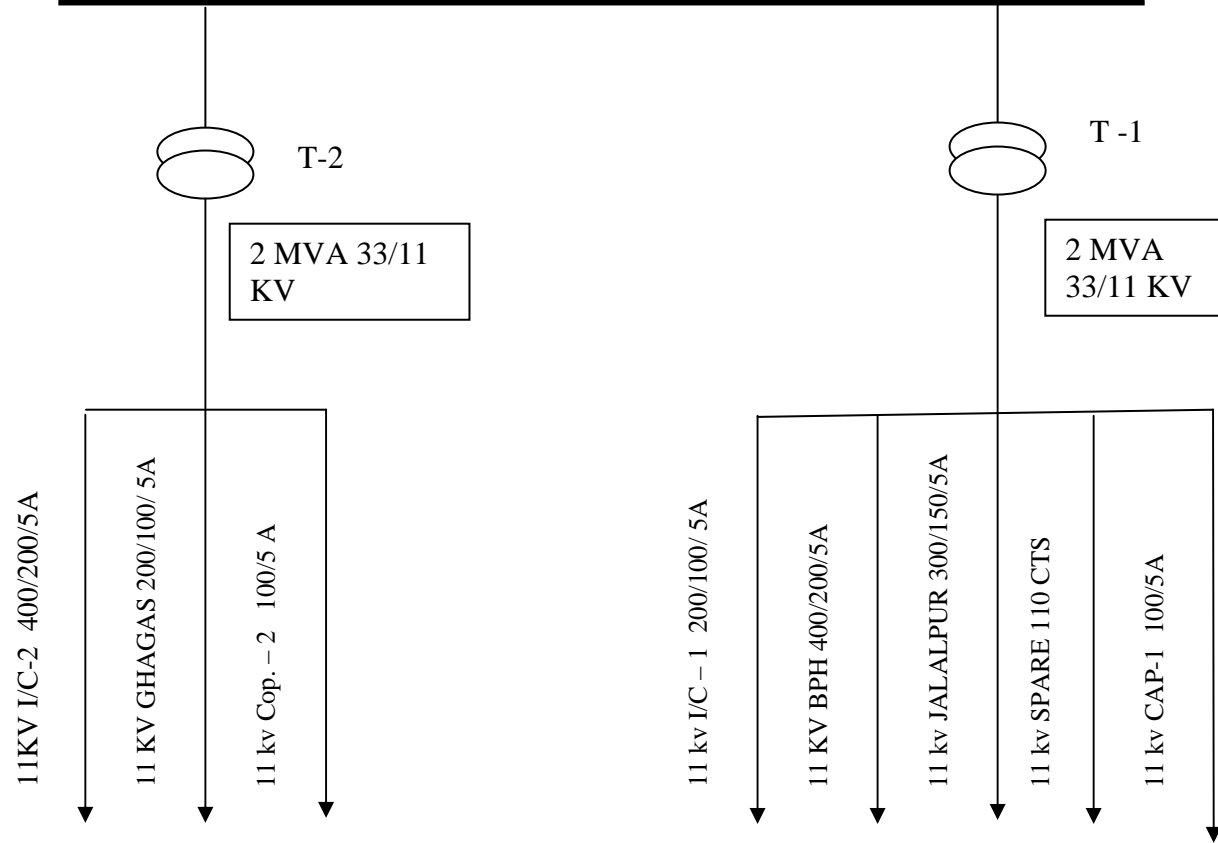 T-2
T -1
2 MVA 33/11
KV
2 MVA
33/11 KV
11KV I/C-2 400/200/5A
11 KV GHAGAS 200/100/ 5A
11 kv Cop. – 2 100/5 A
11 kv I/C – 1 200/100/ 5A
11 KV BPH 400/200/5A
11 kv JALALPUR 300/150/5A
11 kv SPARE 110 CTS
11 kv CAP-1 100/5A